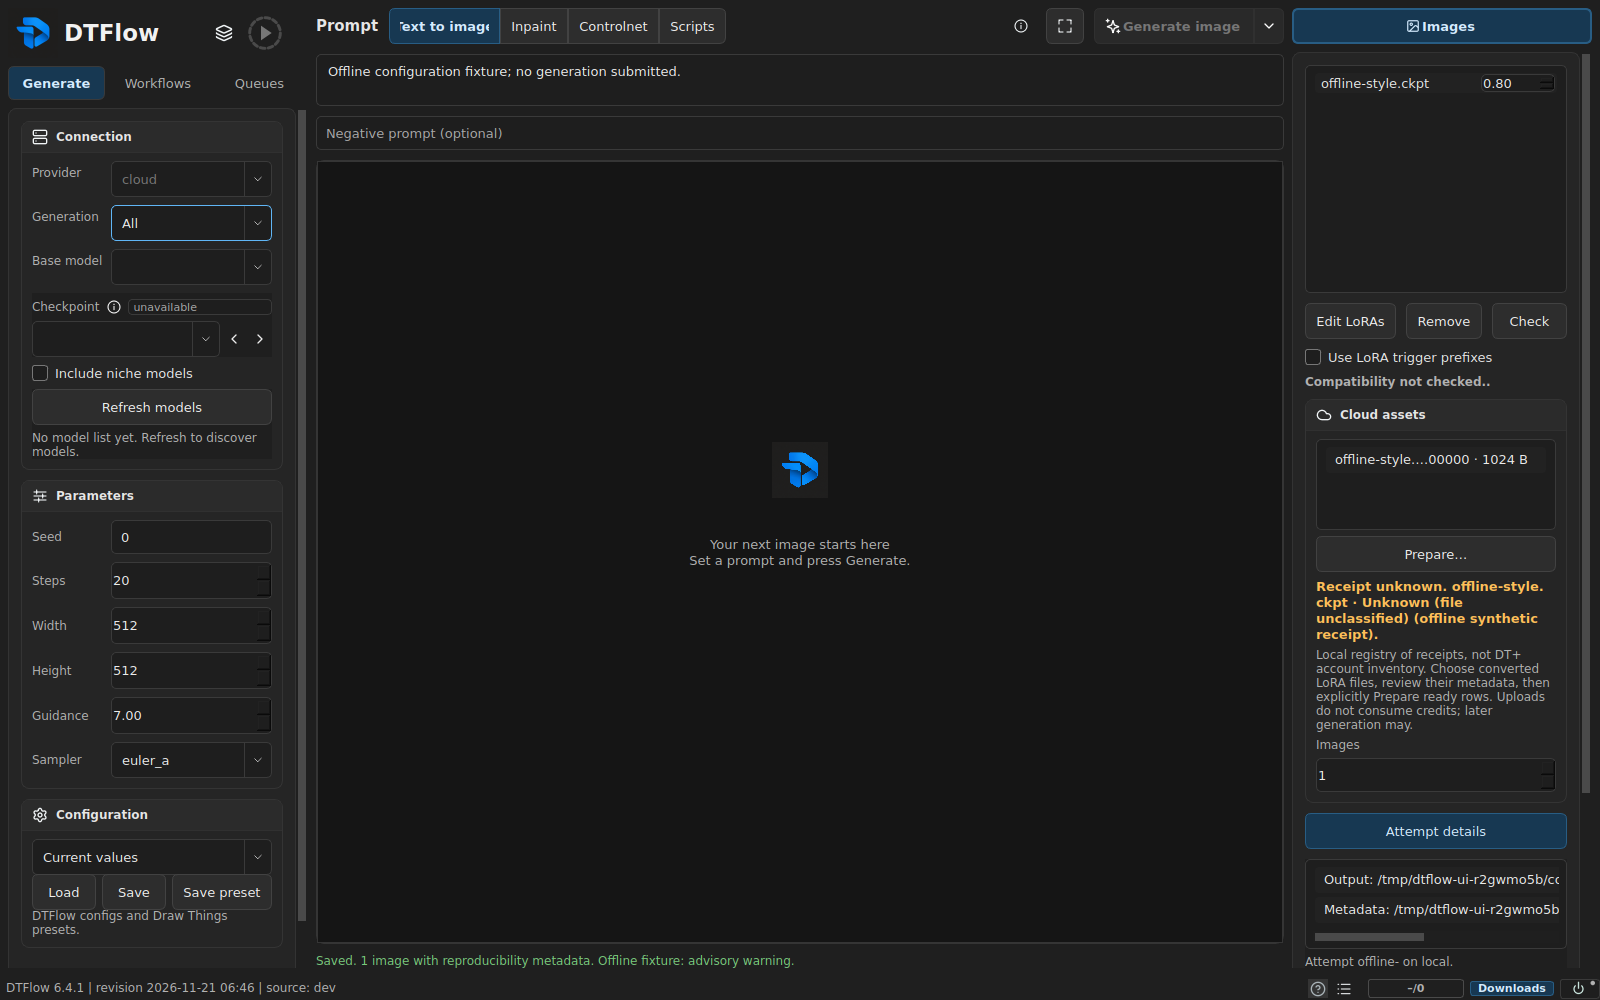 DTFlow
Generate
Workflows
Queues
Connection
Provider
cloud
Generation
All
Base model
Checkpoint
unavailable
Include niche models
Refresh models
No model list yet. Refresh to discover
models.
Parameters
Seed
0
Steps
20
Width
512
Height
512
Guidance
7.00
Sampler
euler_a
Configuration
Current values
Load
Save
Save preset
DTFlow configs and Draw Things
presets.
Prompt
Text to image
Inpaint
Controlnet
Scripts
Generate image
Offline configuration fixture; no generation submitted.
Negative prompt (optional)
Your next image starts here
Set a prompt and press Generate.
Saved. 1 image with reproducibility metadata. Offline fixture: advisory warning.
Images
offline-style.ckpt
0.80
Edit LoRAs
Remove
Check
Use LoRA trigger prefixes
Compatibility not checked..
Cloud assets
offline-style....00000 · 1024 B
Prepare...
Receipt unknown. offline-style.
ckpt · Unknown (file
unclassified) (offline synthetic
receipt).
Local registry of receipts, not DT+
account inventory. Choose converted
LoRA files, review their metadata, then
explicitly Prepare ready rows. Uploads
do not consume credits; later
generation may.
Images
1
Attempt details
Output: /tmp/dtflow-ui-r2gwmo5b/cc
Metadata: /tmp/dtflow-ui-r2gwmo5b
Attempt offline- on local.
DTFlow 6.4.1 | revision 2026-11-21 06:46 | source: dev
-/0
Downloads